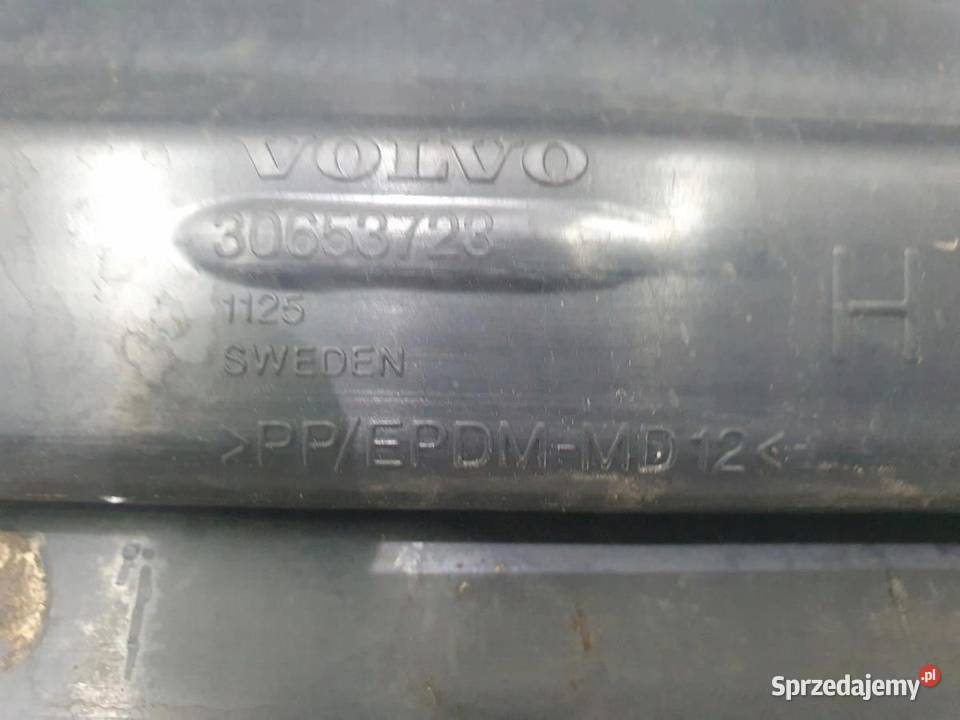 VOLVO
30653723
1125
SWEDEN
H
>PP/EPDM-MD12<
Sprzedajemy.pl